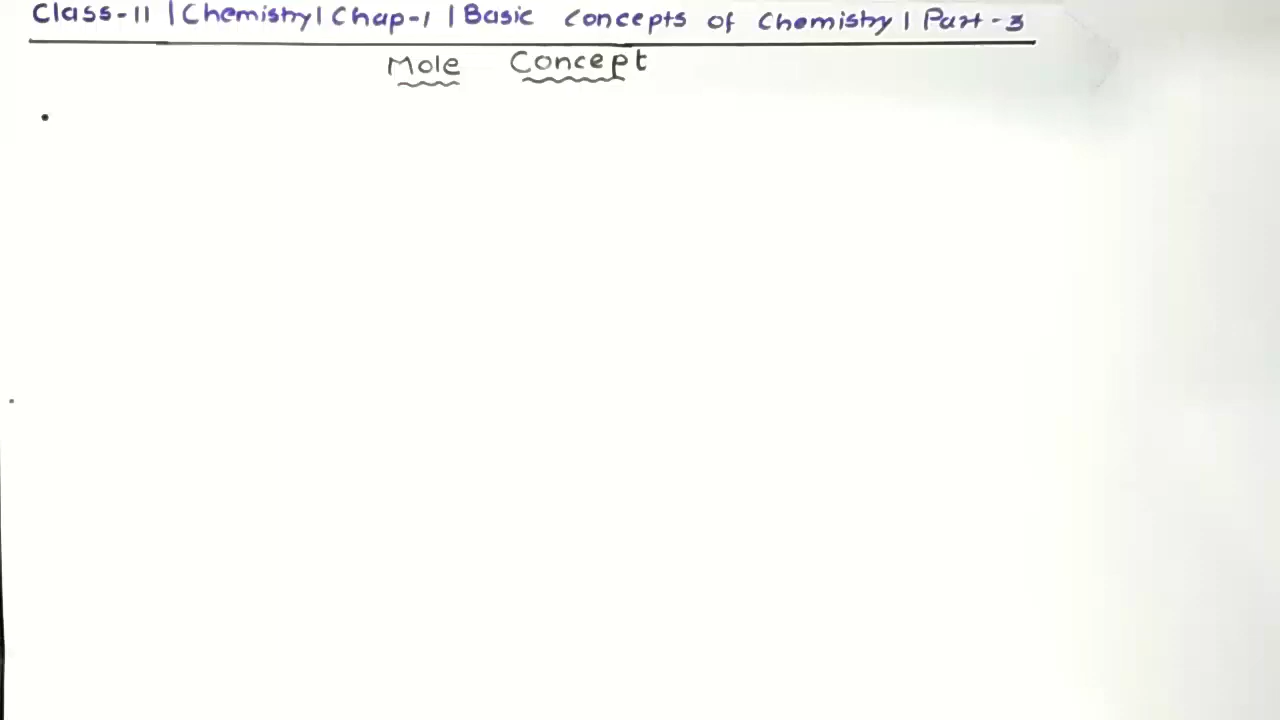 Class-11 | Chemistry | Chap-1 | Basic concepts of Chemistry | Part-3
Mole Concept